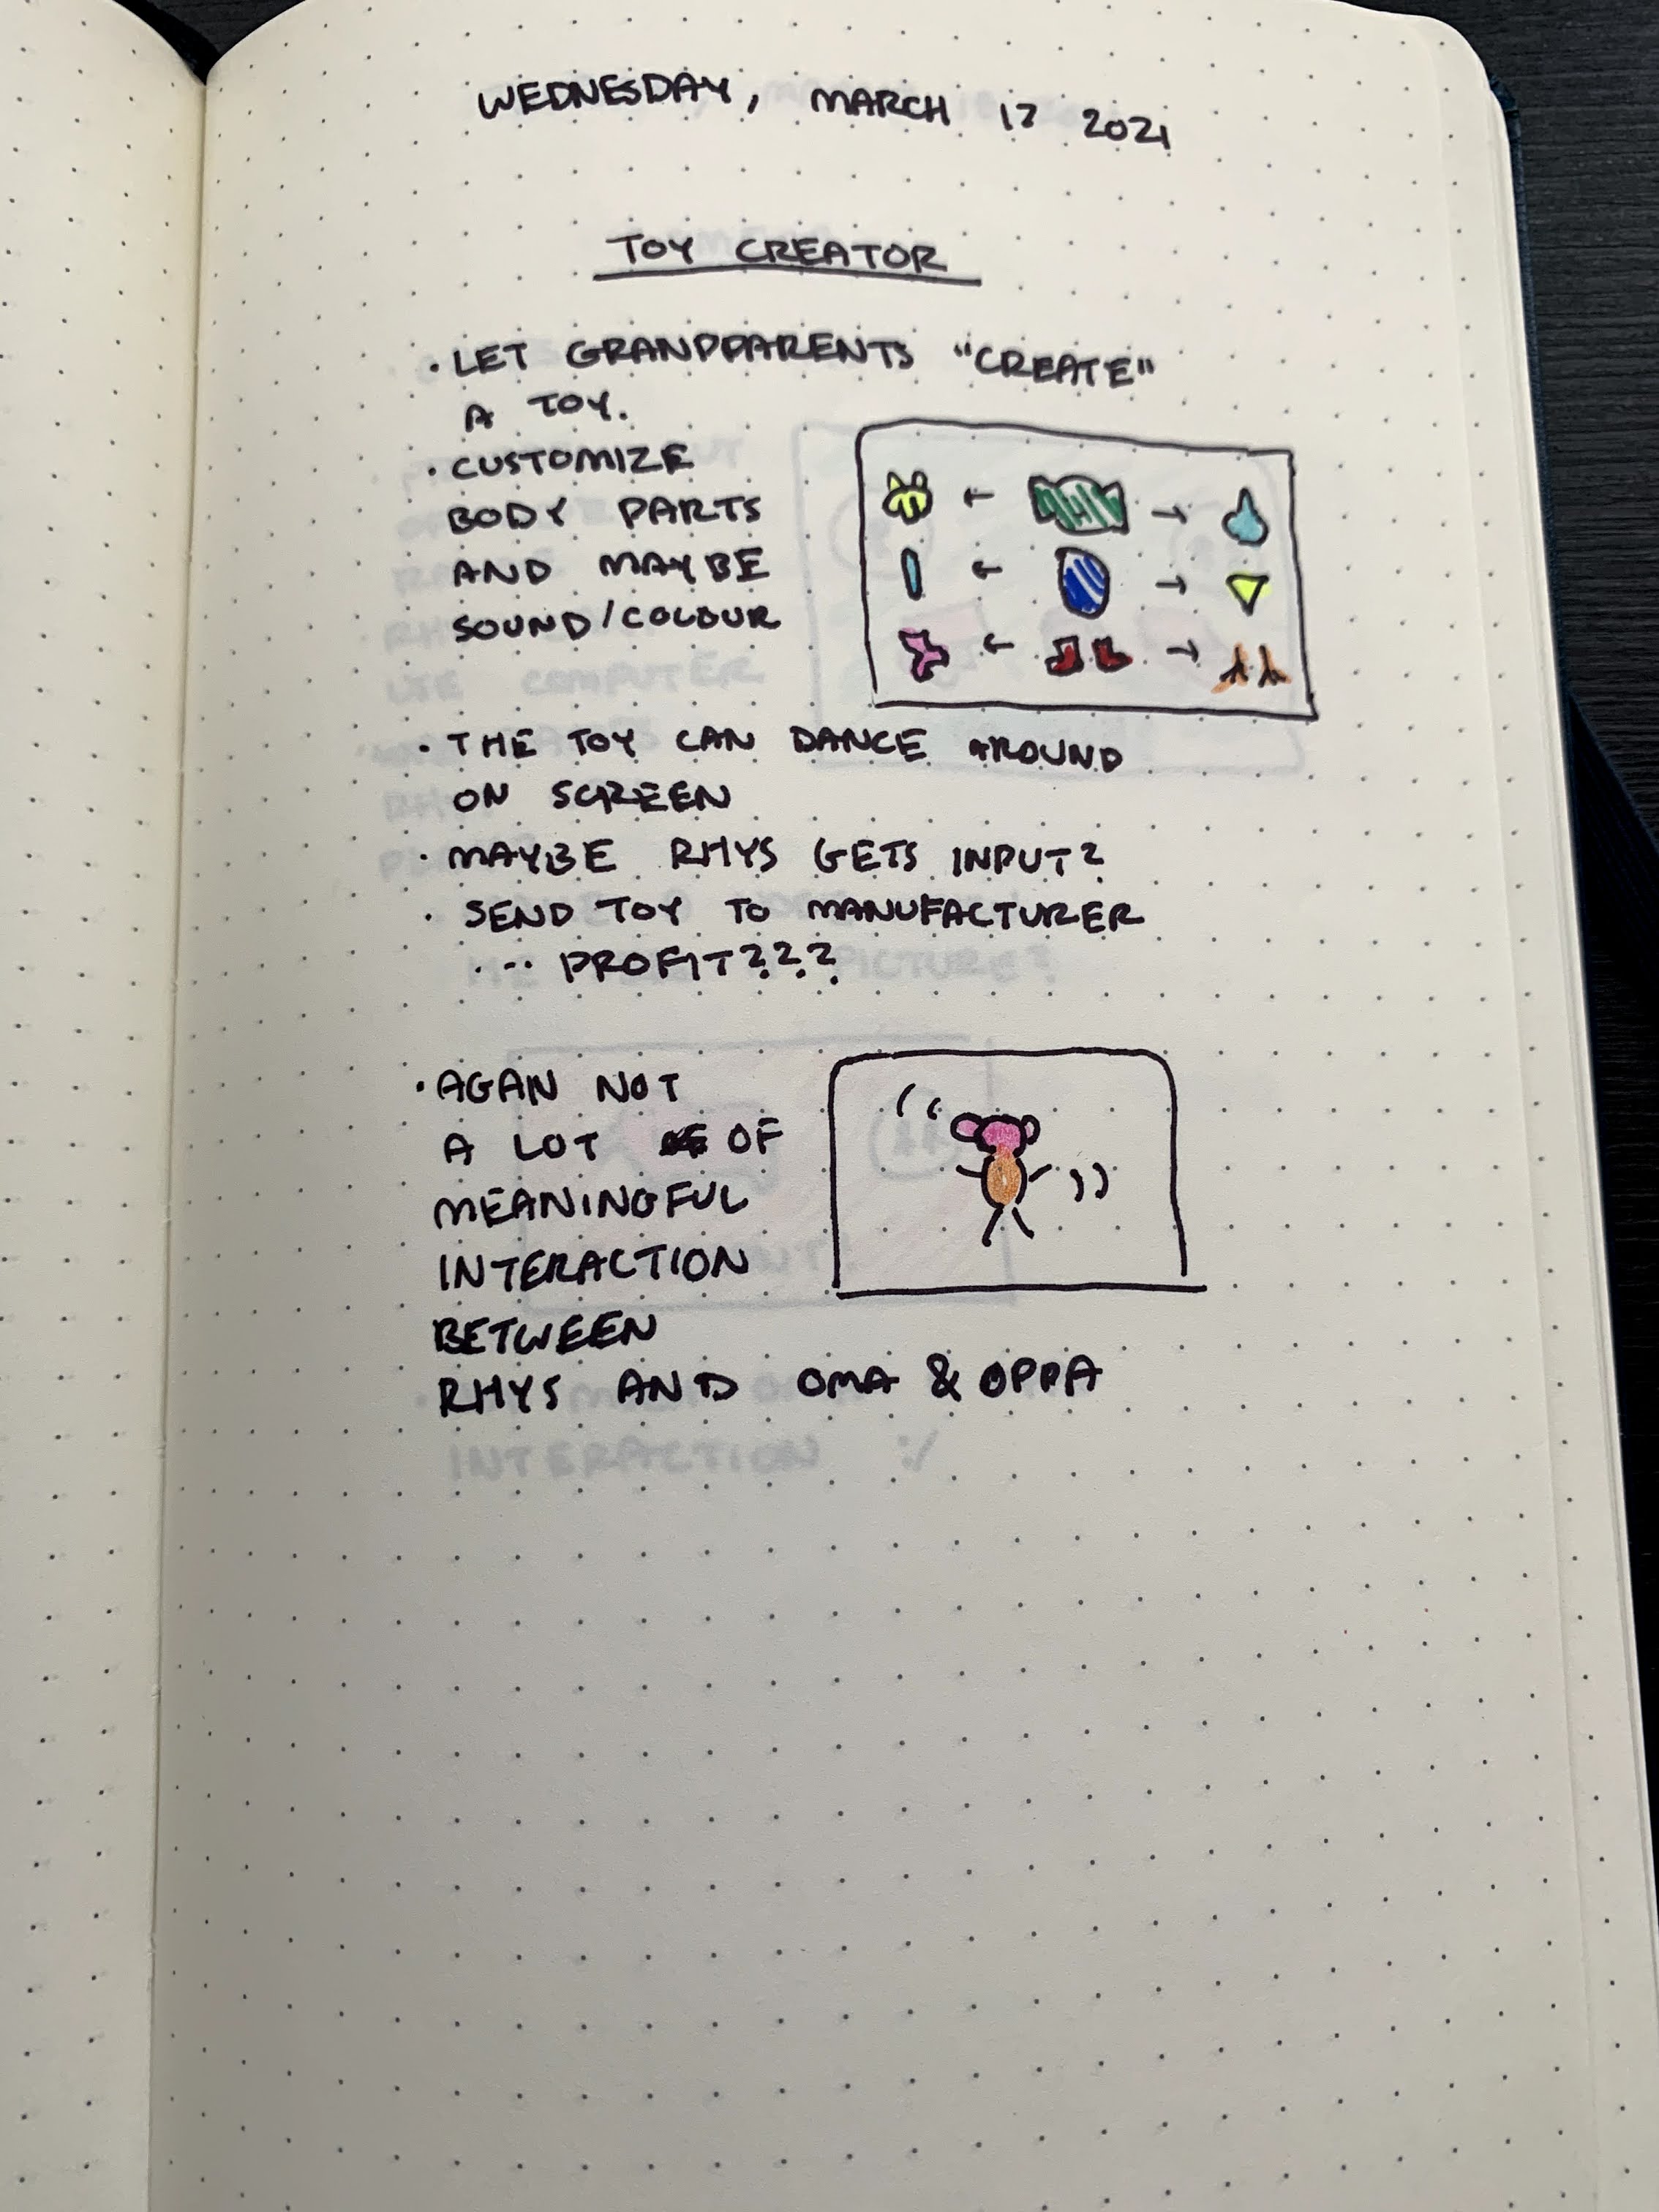 WEDNESDAY, MARCH 17 2021
TOY CREATOR
· LET GRANDPARENTS "CREATE"
A TOY.
· CUSTOMIZE
BODY PARTS
AND MAYBE
SOUND/COLOUR
· THE TOY CAN DANCE AROUND
ON SCREEN
· MAYBE RHYS GETS INPUT?
· SEND TOY TO MANUFACTURER
... PROFIT???
· AGAIN NOT
A LOT OF
MEANINGFUL
INTERACTION
BETWEEN
RHYS AND OMA & OPPA
INTERACTION :/